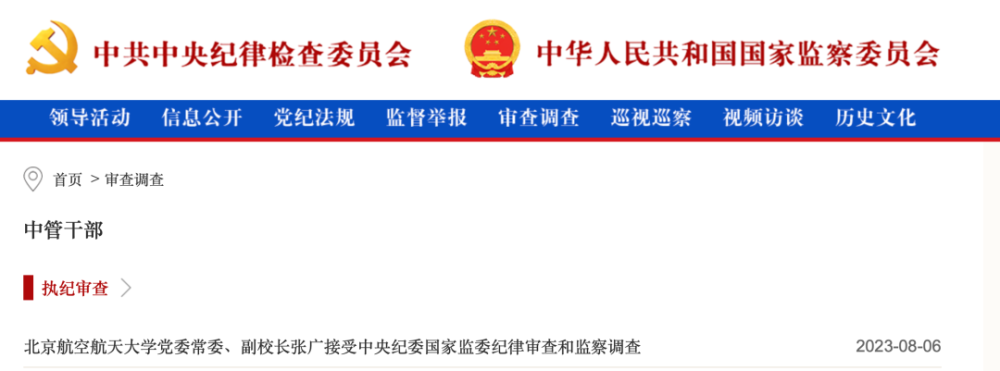 中共中央纪律检查委员会 中华人民共和国国家监察委员会
领导活动 信息公开 党纪法规 监督举报 审查调查 巡视巡察 视频访谈 历史文化
首页 > 审查调查
中管干部
执纪审查
北京航空航天大学党委常委、副校长张广接受中央纪委国家监委纪律审查和监察调查 2023-08-06